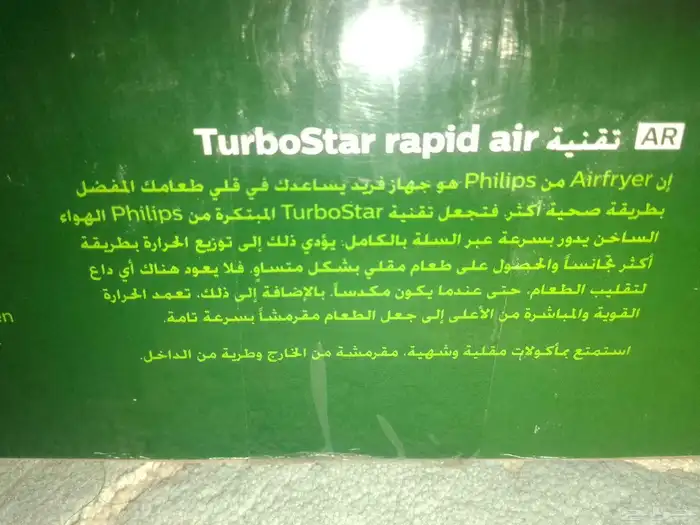 AR تقنية TurboStar rapid air
إن Airfryer من Philips هو جهاز فريد يساعدك في قلي طعامك المفضل
بطريقة صحية أكثر. فتجعل تقنية TurboStar المبتكرة من Philips الهواء
الساخن يدور بسرعة عبر السلة بالكامل. يؤدي ذلك إلى توزيع الحرارة بطريقة
أكثر تجانساً والحصول على طعام مقلي بشكل متساوٍ. فلا يعود هناك أي داع
لتقليب الطعام، حتى عندما يكون مكدساً. بالإضافة إلى ذلك، تعمد الحرارة
القوية والمباشرة من الأعلى إلى جعل الطعام مقرمشاً بسرعة تامة.
استمتع بمأكولات مقلية وشهية، مقرمشة من الخارج وطرية من الداخل.